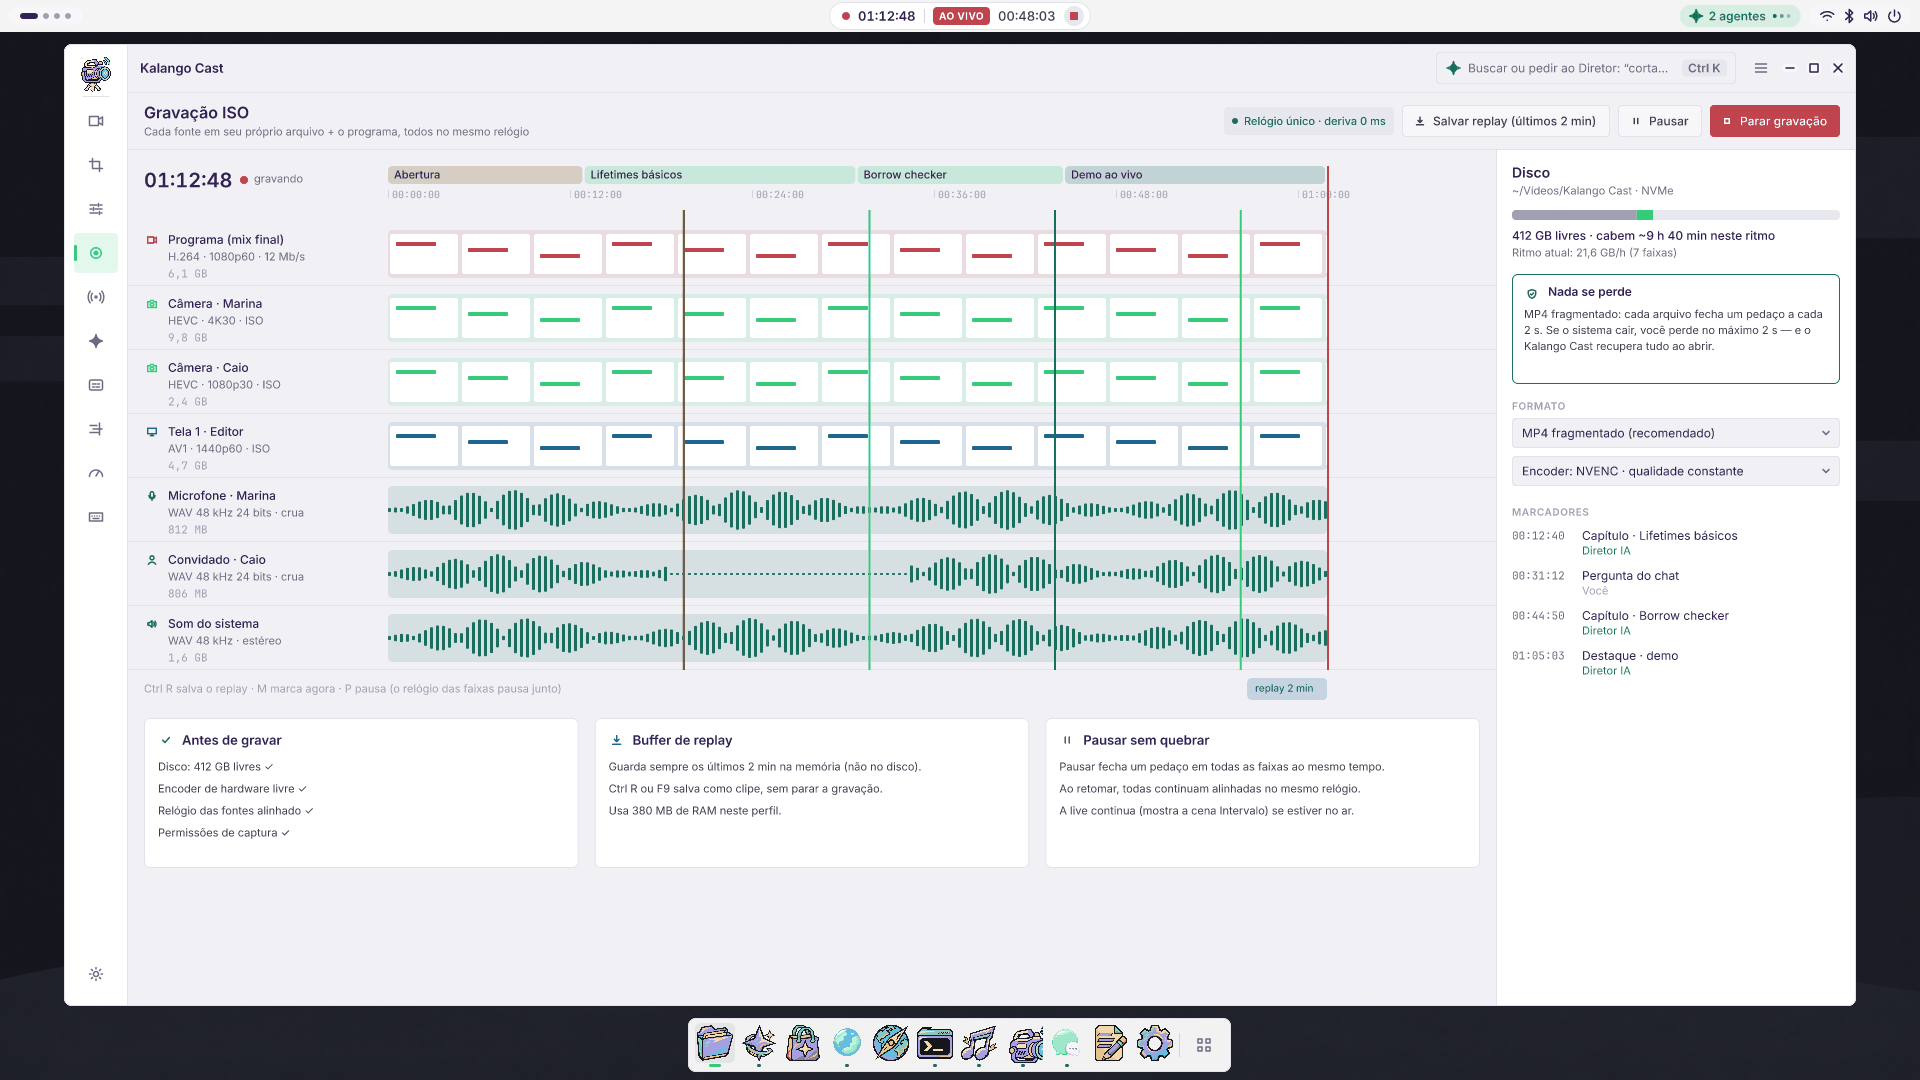 01:12:48
AO VIVO
00:48:03
2 agentes
Kalango Cast
Buscar ou pedir ao Diretor: “corta...
Ctrl K
Gravação ISO
Cada fonte em seu próprio arquivo + o programa, todos no mesmo relógio
Relógio único · deriva 0 ms
Salvar replay (últimos 2 min)
Pausar
Parar gravação
01:12:48
gravando
Abertura
Lifetimes básicos
Borrow checker
Demo ao vivo
00:00:00
00:12:00
00:24:00
00:36:00
00:48:00
01:00:00
Programa (mix final)
H.264 · 1080p60 · 12 Mb/s
6,1 GB
Câmera · Marina
HEVC · 4K30 · ISO
9,8 GB
Câmera · Caio
HEVC · 1080p30 · ISO
2,4 GB
Tela 1 · Editor
AV1 · 1440p60 · ISO
4,7 GB
Microfone · Marina
WAV 48 kHz 24 bits · crua
812 MB
Convidado · Caio
WAV 48 kHz 24 bits · crua
806 MB
Som do sistema
WAV 48 kHz · estéreo
1,6 GB
Ctrl R salva o replay · M marca agora · P pausa (o relógio das faixas pausa junto)
replay 2 min
Antes de gravar
Disco: 412 GB livres ✓
Encoder de hardware livre ✓
Relógio das fontes alinhado ✓
Permissões de captura ✓
Buffer de replay
Guarda sempre os últimos 2 min na memória (não no disco).
Ctrl R ou F9 salva como clipe, sem parar a gravação.
Usa 380 MB de RAM neste perfil.
Pausar sem quebrar
Pausar fecha um pedaço em todas as faixas ao mesmo tempo.
Ao retomar, todas continuam alinhadas no mesmo relógio.
A live continua (mostra a cena Intervalo) se estiver no ar.
Disco
~/Vídeos/Kalango Cast · NVMe
412 GB livres · cabem ~9 h 40 min neste ritmo
Ritmo atual: 21,6 GB/h (7 faixas)
Nada se perde
MP4 fragmentado: cada arquivo fecha um pedaço a cada
2 s. Se o sistema cair, você perde no máximo 2 s — e o
Kalango Cast recupera tudo ao abrir.
FORMATO
MP4 fragmentado (recomendado)
Encoder: NVENC · qualidade constante
MARCADORES
00:12:40
Capítulo · Lifetimes básicos
Diretor IA
00:31:12
Pergunta do chat
Você
00:44:50
Capítulo · Borrow checker
Diretor IA
01:05:03
Destaque · demo
Diretor IA